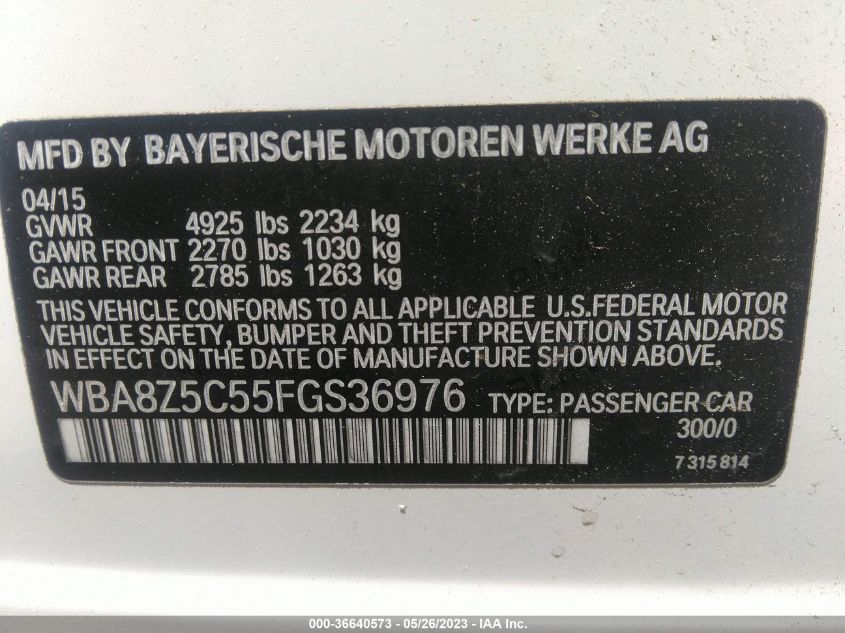 MFD BY BAYERISCHE MOTOREN WERKE AG
04/15
GVWR 4925 lbs 2234 kg
GAWR FRONT 2270 lbs 1030 kg
GAWR REAR 2785 lbs 1263 kg
THIS VEHICLE CONFORMS TO ALL APPLICABLE U.S.FEDERAL MOTOR
VEHICLE SAFETY, BUMPER AND THEFT PREVENTION STANDARDS
IN EFFECT ON THE DATE OF MANUFACTURE SHOWN ABOVE.
WBA8Z5C55FGS36976 TYPE: PASSENGER CAR
300/0
7 315 814
000-36640573 - 05/26/2023 - IAA Inc.